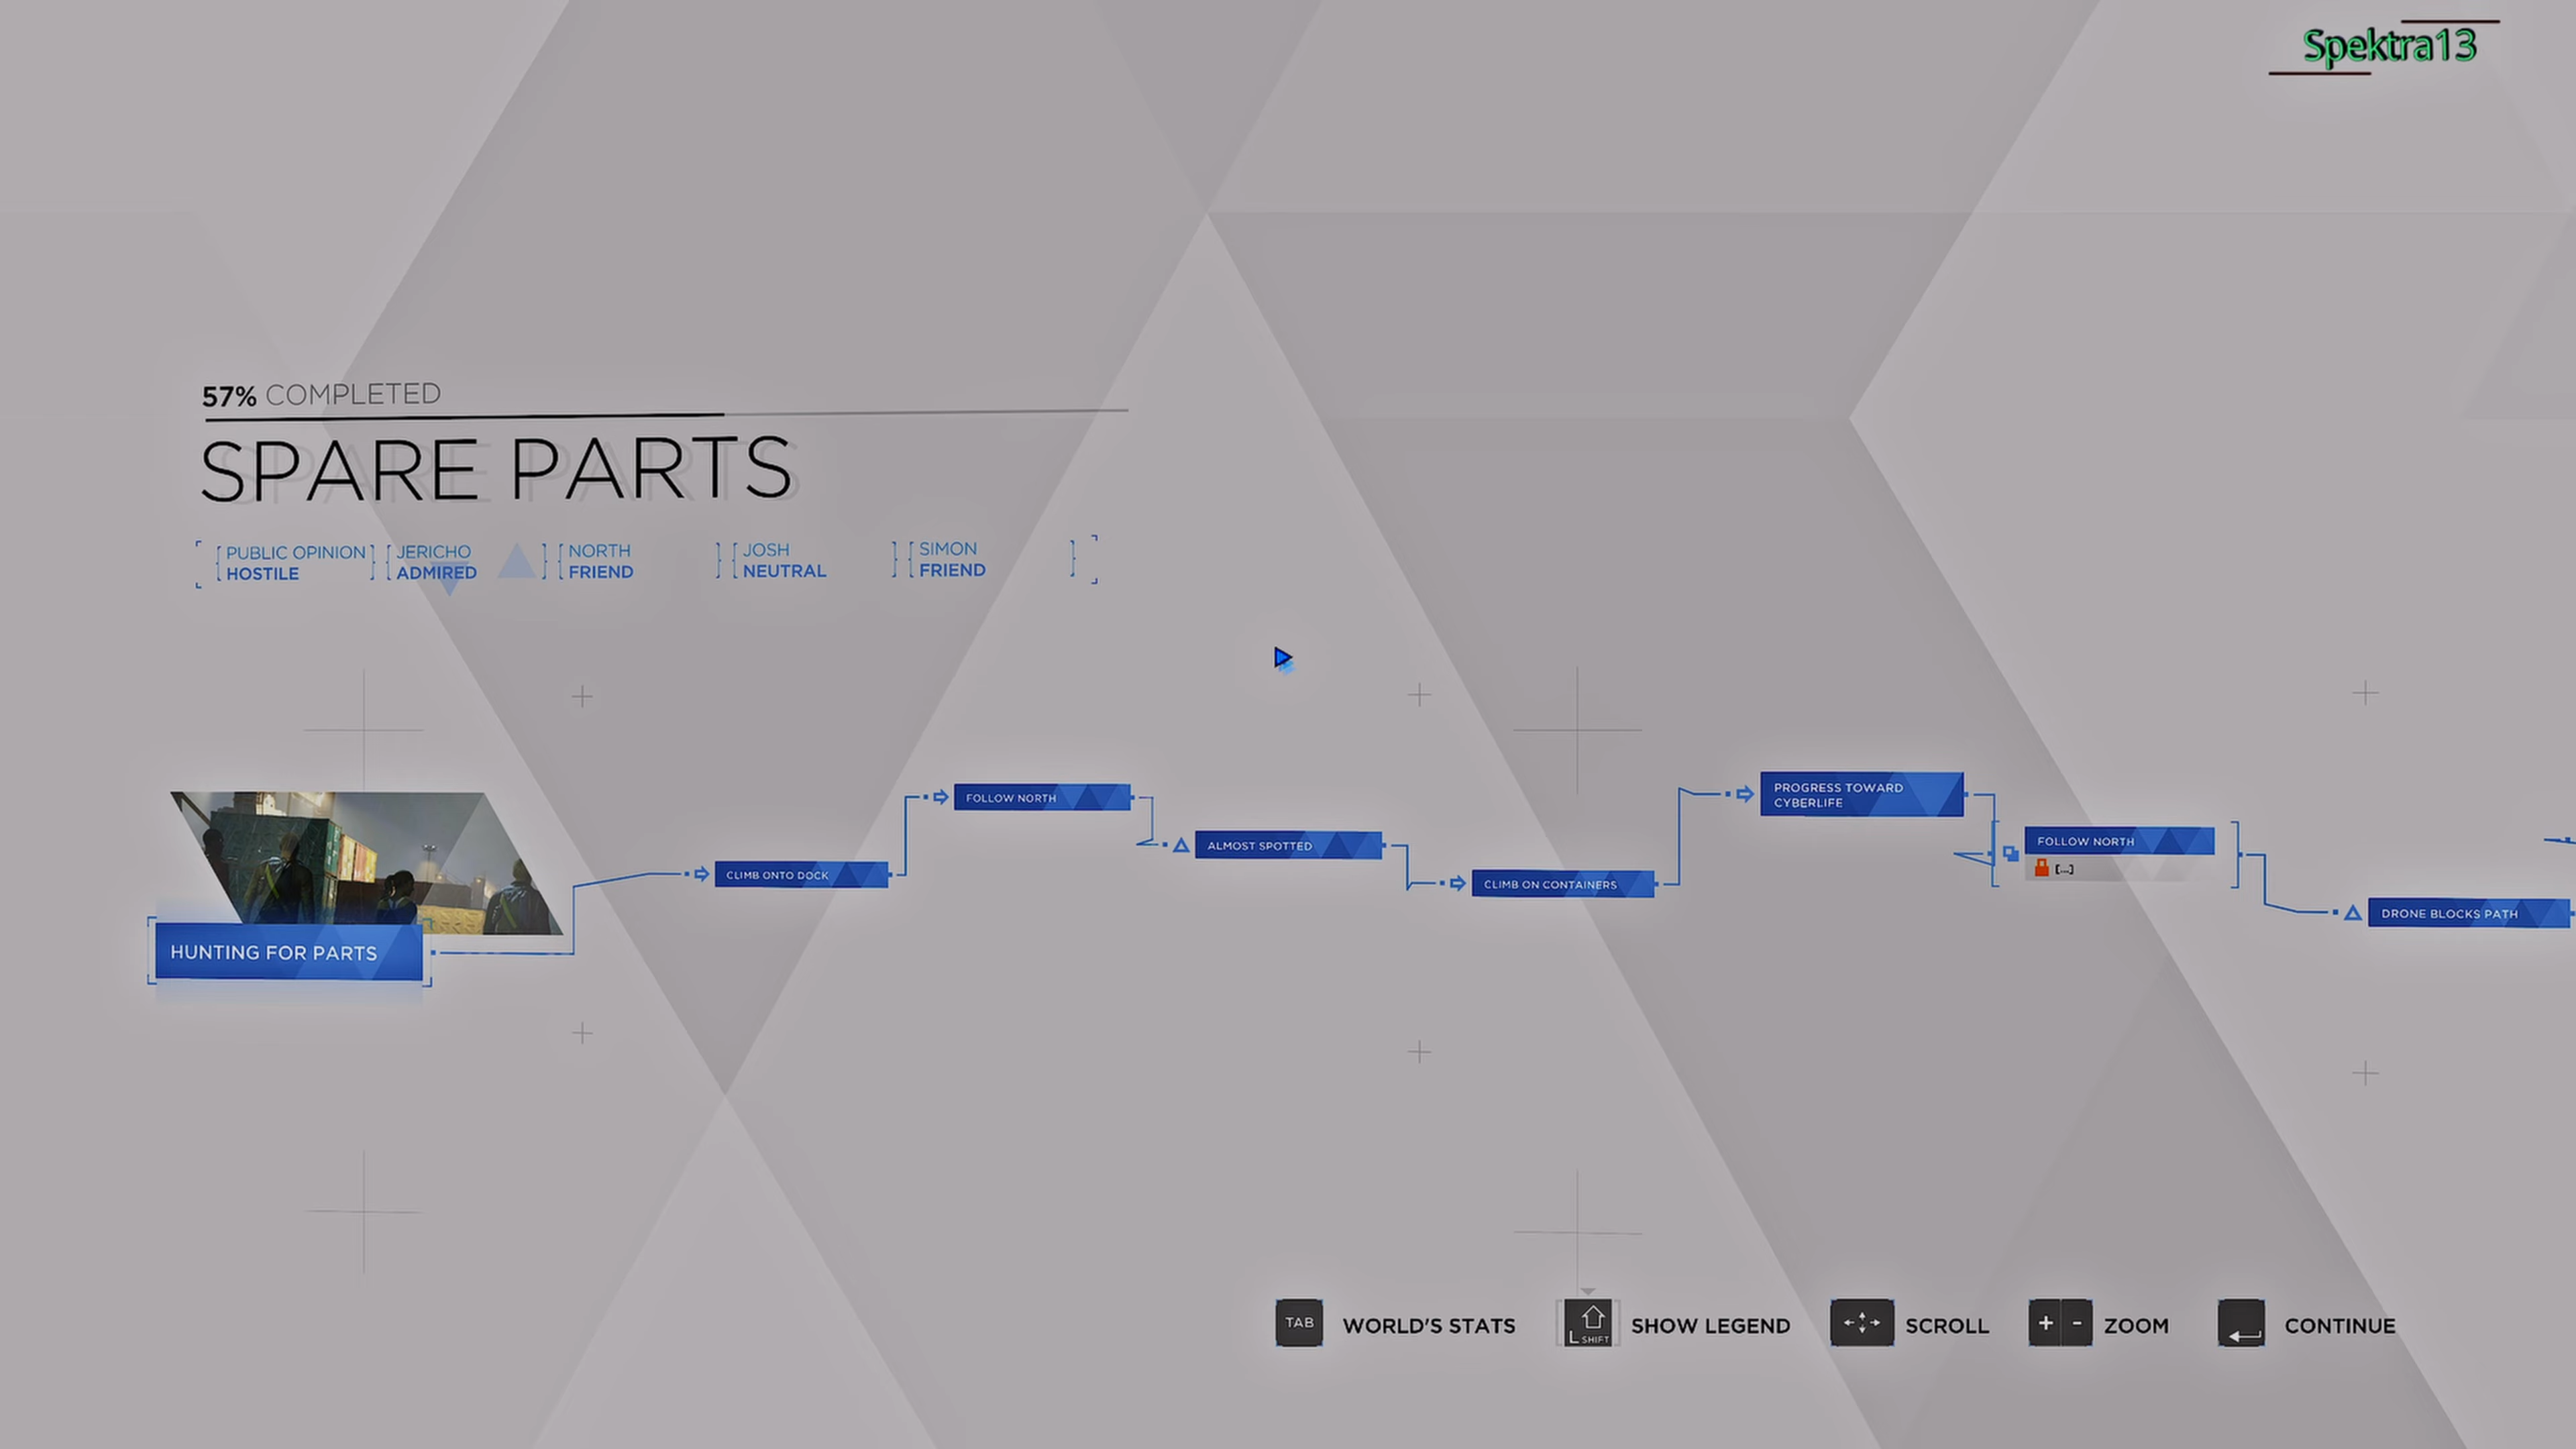 Spektra13
57% COMPLETED
SPARE PARTS
PUBLIC OPINION
HOSTILE
JERICHO
ADMIRED
NORTH
FRIEND
JOSH
NEUTRAL
SIMON
FRIEND
HUNTING FOR PARTS
CLIMB ONTO DOCK
FOLLOW NORTH
ALMOST SPOTTED
CLIMB ON CONTAINERS
PROGRESS TOWARD
CYBERLIFE
FOLLOW NORTH
[...]
DRONE BLOCKS PATH
TAB WORLD'S STATS
L SHIFT SHOW LEGEND
SCROLL
+ - ZOOM
CONTINUE